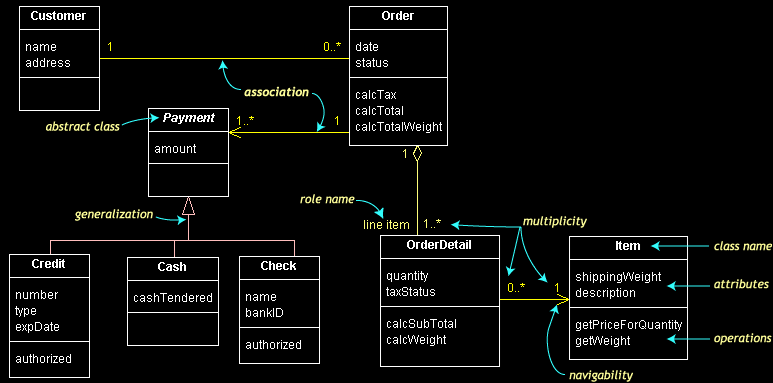 Customer
name
address
1
0..*
Order
date
status
calcTax
calcTotal
calcTotalWeight
association
abstract class
Payment
amount
1..*
1
1
generalization
role name
line item
1..*
multiplicity
Credit
number
type
expDate
authorized
Cash
cashTendered
Check
name
bankID
authorized
OrderDetail
quantity
taxStatus
calcSubTotal
calcWeight
0..*
1
Item
shippingWeight
description
getPriceForQuantity
getWeight
class name
attributes
operations
navigability